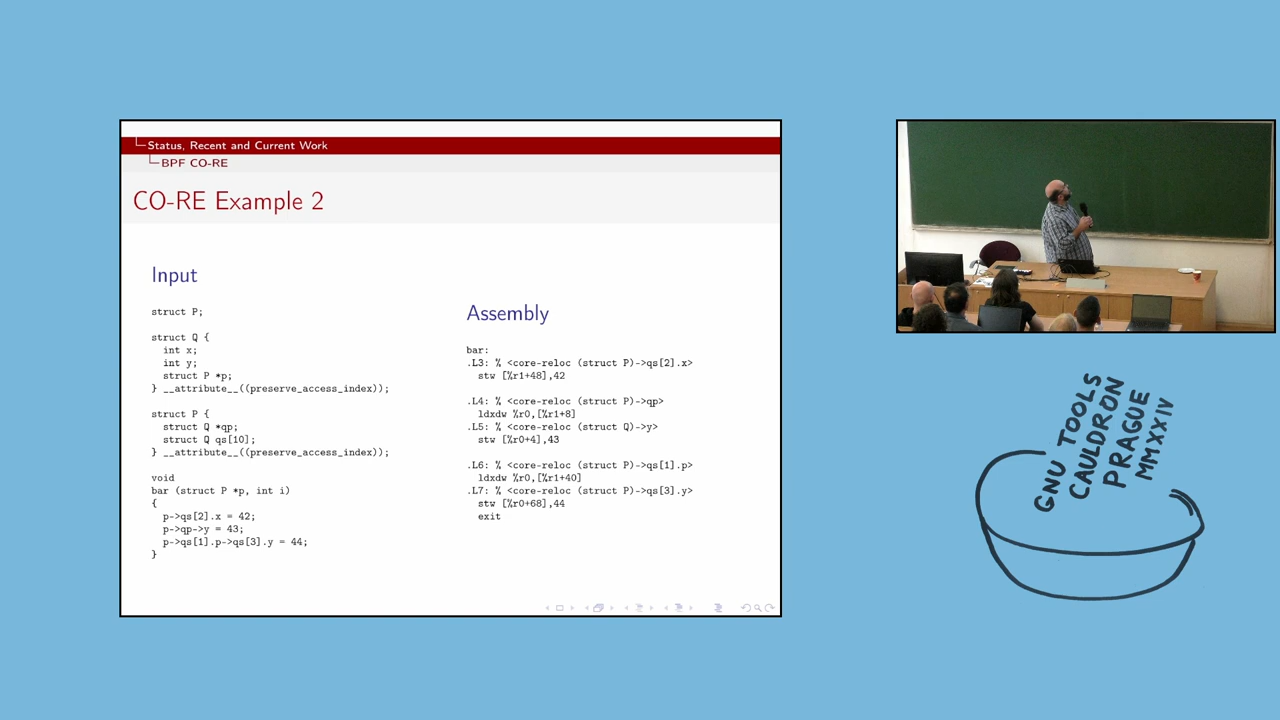 Status, Recent and Current Work
BPF CO-RE
CO-RE Example 2
Input
struct P;
struct Q {
int x;
int y;
struct P *p;
} __attribute__((preserve_access_index));
struct P {
struct Q *qp;
struct Q qs[10];
} __attribute__((preserve_access_index));
void
bar (struct P *p, int i)
{
p->qs[2].x = 42;
p->qp->y = 43;
p->qs[1].p->qs[3].y = 44;
}
Assembly
bar:
.L3: % <core-reloc (struct P)->qs[2].x>
stw [%r1+48],42
.L4: % <core-reloc (struct P)->qp>
ldxdw %r0,[%r1+8]
.L5: % <core-reloc (struct Q)->y>
stw [%r0+4],43
.L6: % <core-reloc (struct P)->qs[1].p>
ldxdw %r0,[%r1+40]
.L7: % <core-reloc (struct P)->qs[3].y>
stw [%r0+68],44
exit
GNU TOOLS
CAULDRON
PRAGUE
MMXXIV